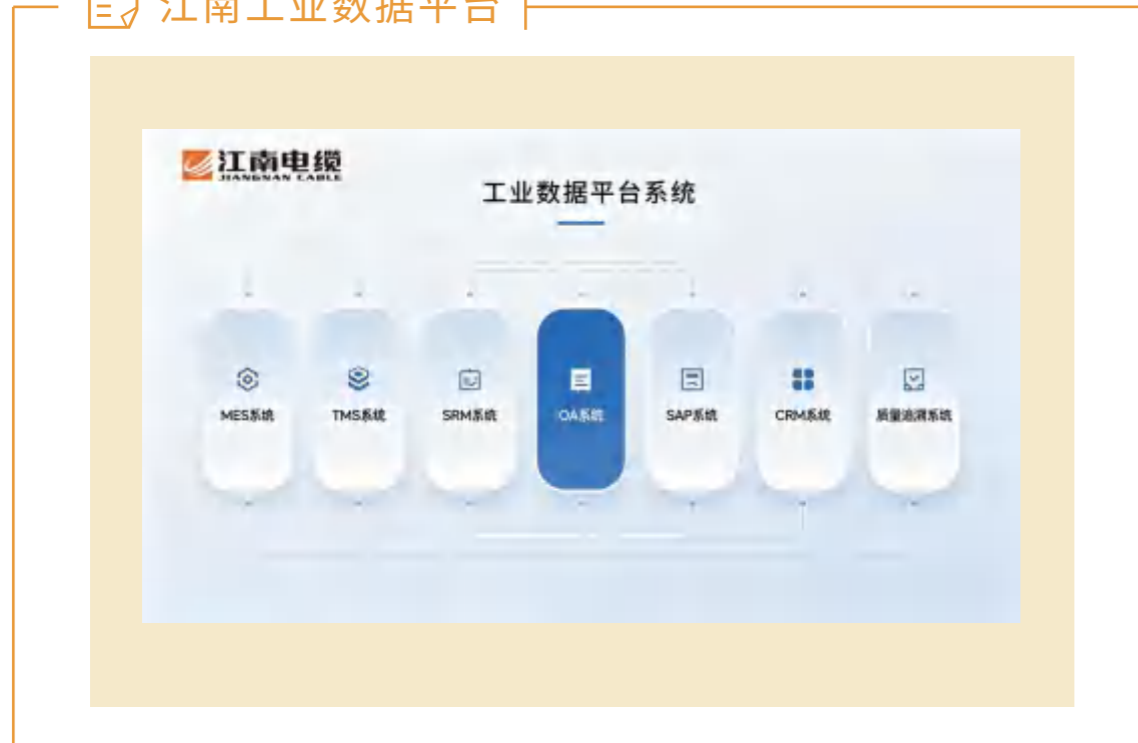 江南工业数据平台
江南电缆
JIANGNAN CABLE
工业数据平台系统
MES系统
TMS系统
SRM系统
OA系统
SAP系统
CRM系统
质量追溯系统